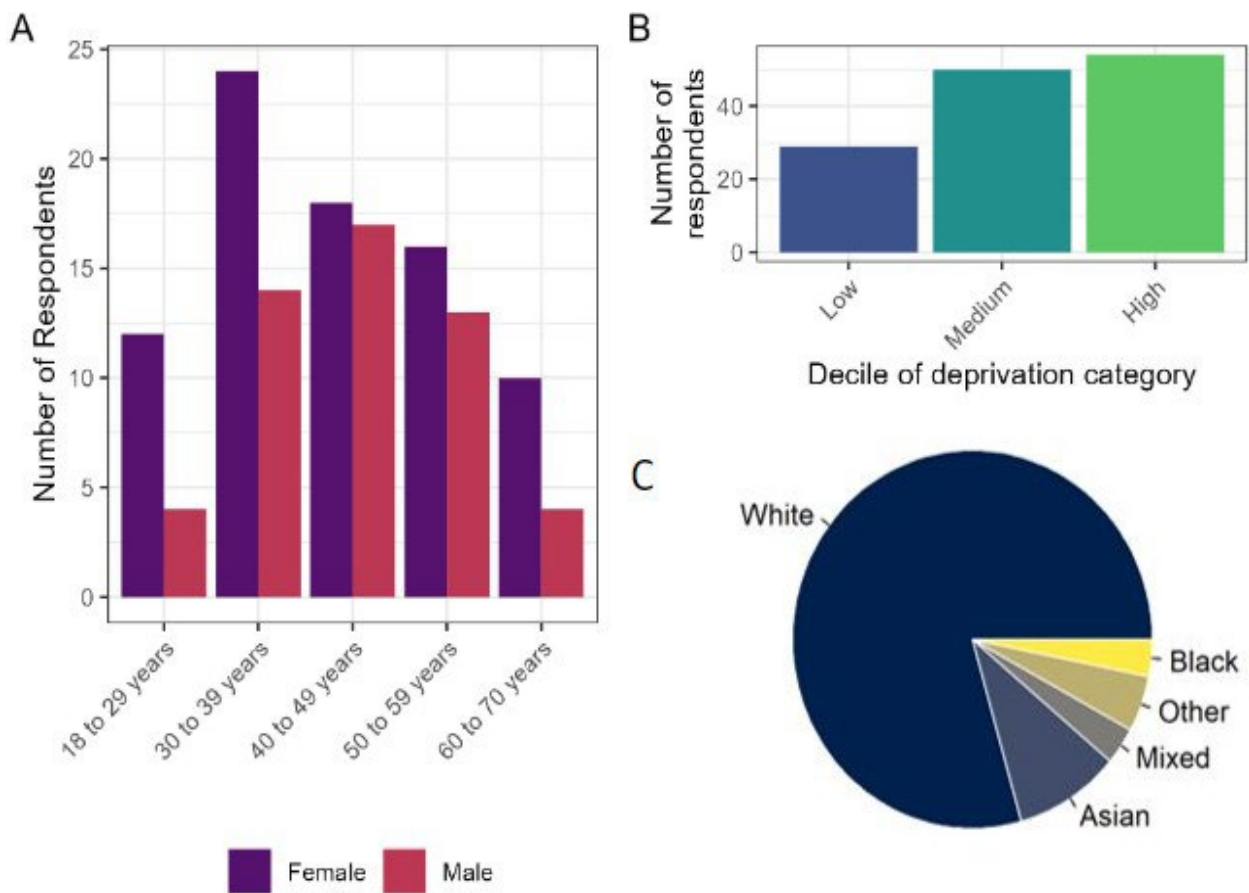 A
Number of Respondents
25
20
15
10
5
0
18 to 29 years
30 to 39 years
40 to 49 years
50 to 59 years
60 to 70 years
Female
Male
B
Number of
respondents
40
20
0
Low
Medium
High
Decile of deprivation category
C
White
Black
Other
Mixed
Asian